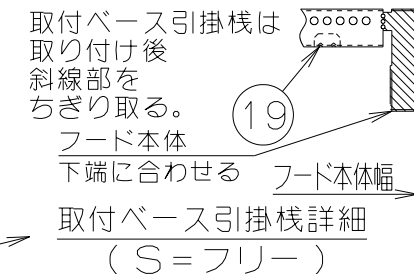 取付ベース引掛桟は
取り付け後
斜線部を
ちぎり取る。
19
フード本体
下端に合わせる
フード本体幅
取付ベース引掛桟詳細
(S=フリー)